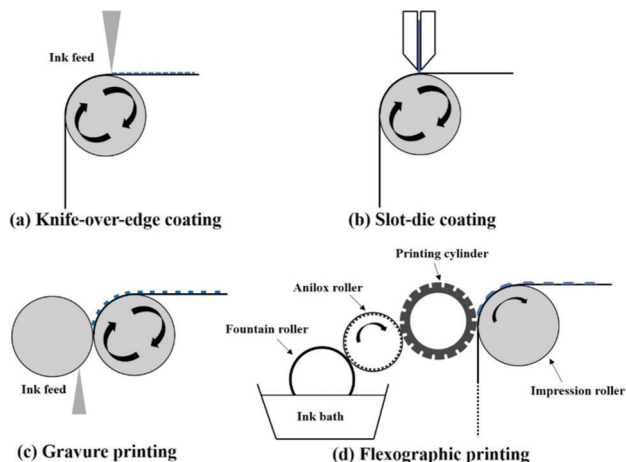 Ink feed
(a) Knife-over-edge coating
(b) Slot-die coating
Printing cylinder
Anilox roller
Fountain roller
Ink feed
Ink bath
Impression roller
(c) Gravure printing
(d) Flexographic printing